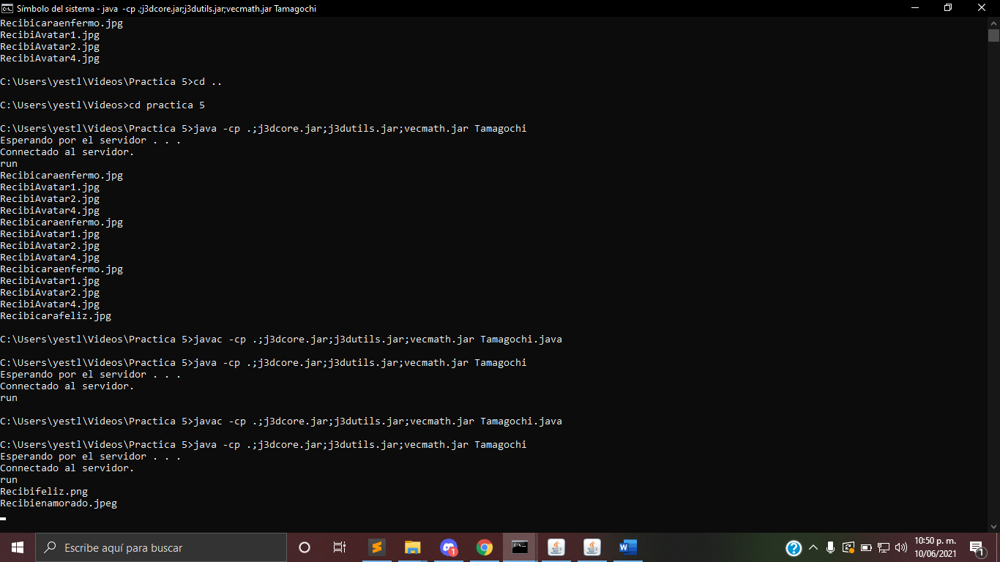 Símbolo del sistema - java -cp .;j3dcore.jar;j3dutils.jar;vecmath.jar Tamagochi
Recibicaraenfermo.jpg
RecibiAvatar1.jpg
RecibiAvatar2.jpg
RecibiAvatar4.jpg
C:\Users\yestl\Videos\Practica 5>cd ..
C:\Users\yestl\Videos>cd practica 5
C:\Users\yestl\Videos\Practica 5>java -cp .;j3dcore.jar;j3dutils.jar;vecmath.jar Tamagochi
Esperando por el servidor . . .
Connectado al servidor.
run
Recibicaraenfermo.jpg
RecibiAvatar1.jpg
RecibiAvatar2.jpg
RecibiAvatar4.jpg
Recibicaraenfermo.jpg
RecibiAvatar1.jpg
RecibiAvatar2.jpg
RecibiAvatar4.jpg
Recibicaraenfermo.jpg
RecibiAvatar1.jpg
RecibiAvatar2.jpg
RecibiAvatar4.jpg
Recibicarafeliz.jpg
C:\Users\yestl\Videos\Practica 5>javac -cp .;j3dcore.jar;j3dutils.jar;vecmath.jar Tamagochi.java
C:\Users\yestl\Videos\Practica 5>java -cp .;j3dcore.jar;j3dutils.jar;vecmath.jar Tamagochi
Esperando por el servidor . . .
Connectado al servidor.
run
C:\Users\yestl\Videos\Practica 5>javac -cp .;j3dcore.jar;j3dutils.jar;vecmath.jar Tamagochi.java
C:\Users\yestl\Videos\Practica 5>java -cp .;j3dcore.jar;j3dutils.jar;vecmath.jar Tamagochi
Esperando por el servidor . . .
Connectado al servidor.
run
Recibifeliz.png
Recibienamorado.jpeg
Escribe aquí para buscar
10:50 p. m.
10/06/2021